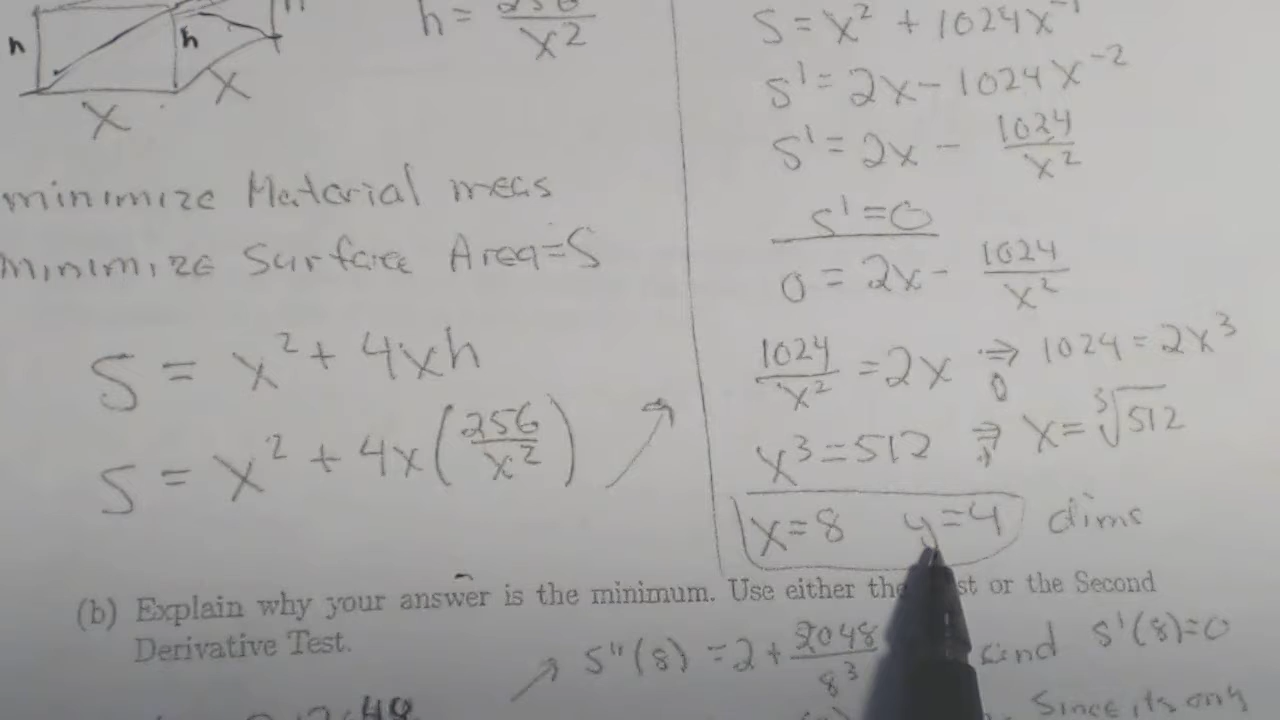 h
h
x
x
h = 256/x²
minimize Material means
minimize Surface Area = S
S = x² + 4xh
S = x² + 4x(256/x²)
S = x² + 1024x⁻¹
S' = 2x - 1024x⁻²
S' = 2x - 1024/x²
S' = 0
0 = 2x - 1024/x²
1024/x² = 2x ⇒ 1024 = 2x³
x³ = 512 ⇒ x = ∛512
x = 8 y = 4 dims
(b) Explain why your answer is the minimum. Use either the or the Second
Derivative Test.
S''(8) = 2 + 2048/8³ and S'(8) = 0
Since its only